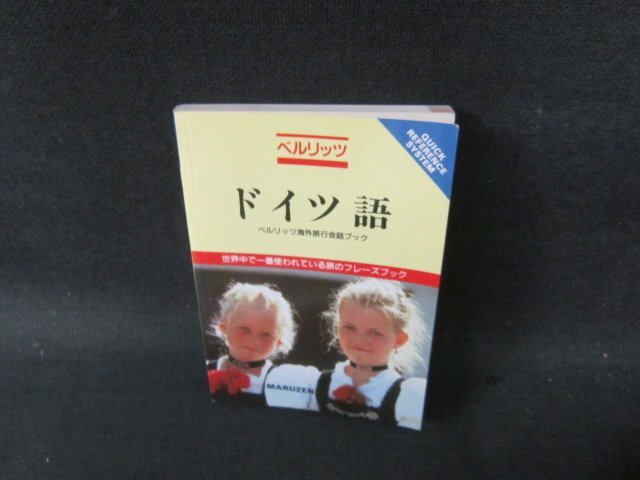 ベルリッツ
QUICK
REFERENCE
SYSTEM
ドイツ語
ベルリッツ海外旅行会話ブック
世界中で一番使われている旅のフレーズブック
MARUZEN